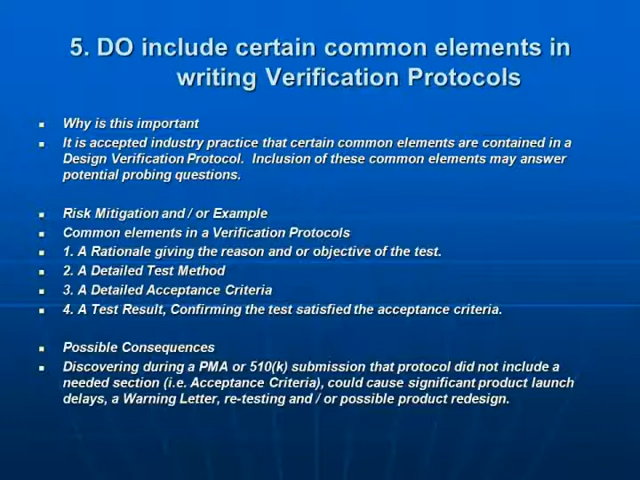 5. DO include certain common elements in
writing Verification Protocols
Why is this important
It is accepted industry practice that certain common elements are contained in a
Design Verification Protocol. Inclusion of these common elements may answer
potential probing questions.
Risk Mitigation and / or Example
Common elements in a Verification Protocols
1. A Rationale giving the reason and or objective of the test.
2. A Detailed Test Method
3. A Detailed Acceptance Criteria
4. A Test Result, Confirming the test satisfied the acceptance criteria.
Possible Consequences
Discovering during a PMA or 510(k) submission that protocol did not include a
needed section (i.e. Acceptance Criteria), could cause significant product launch
delays, a Warning Letter, re-testing and / or possible product redesign.